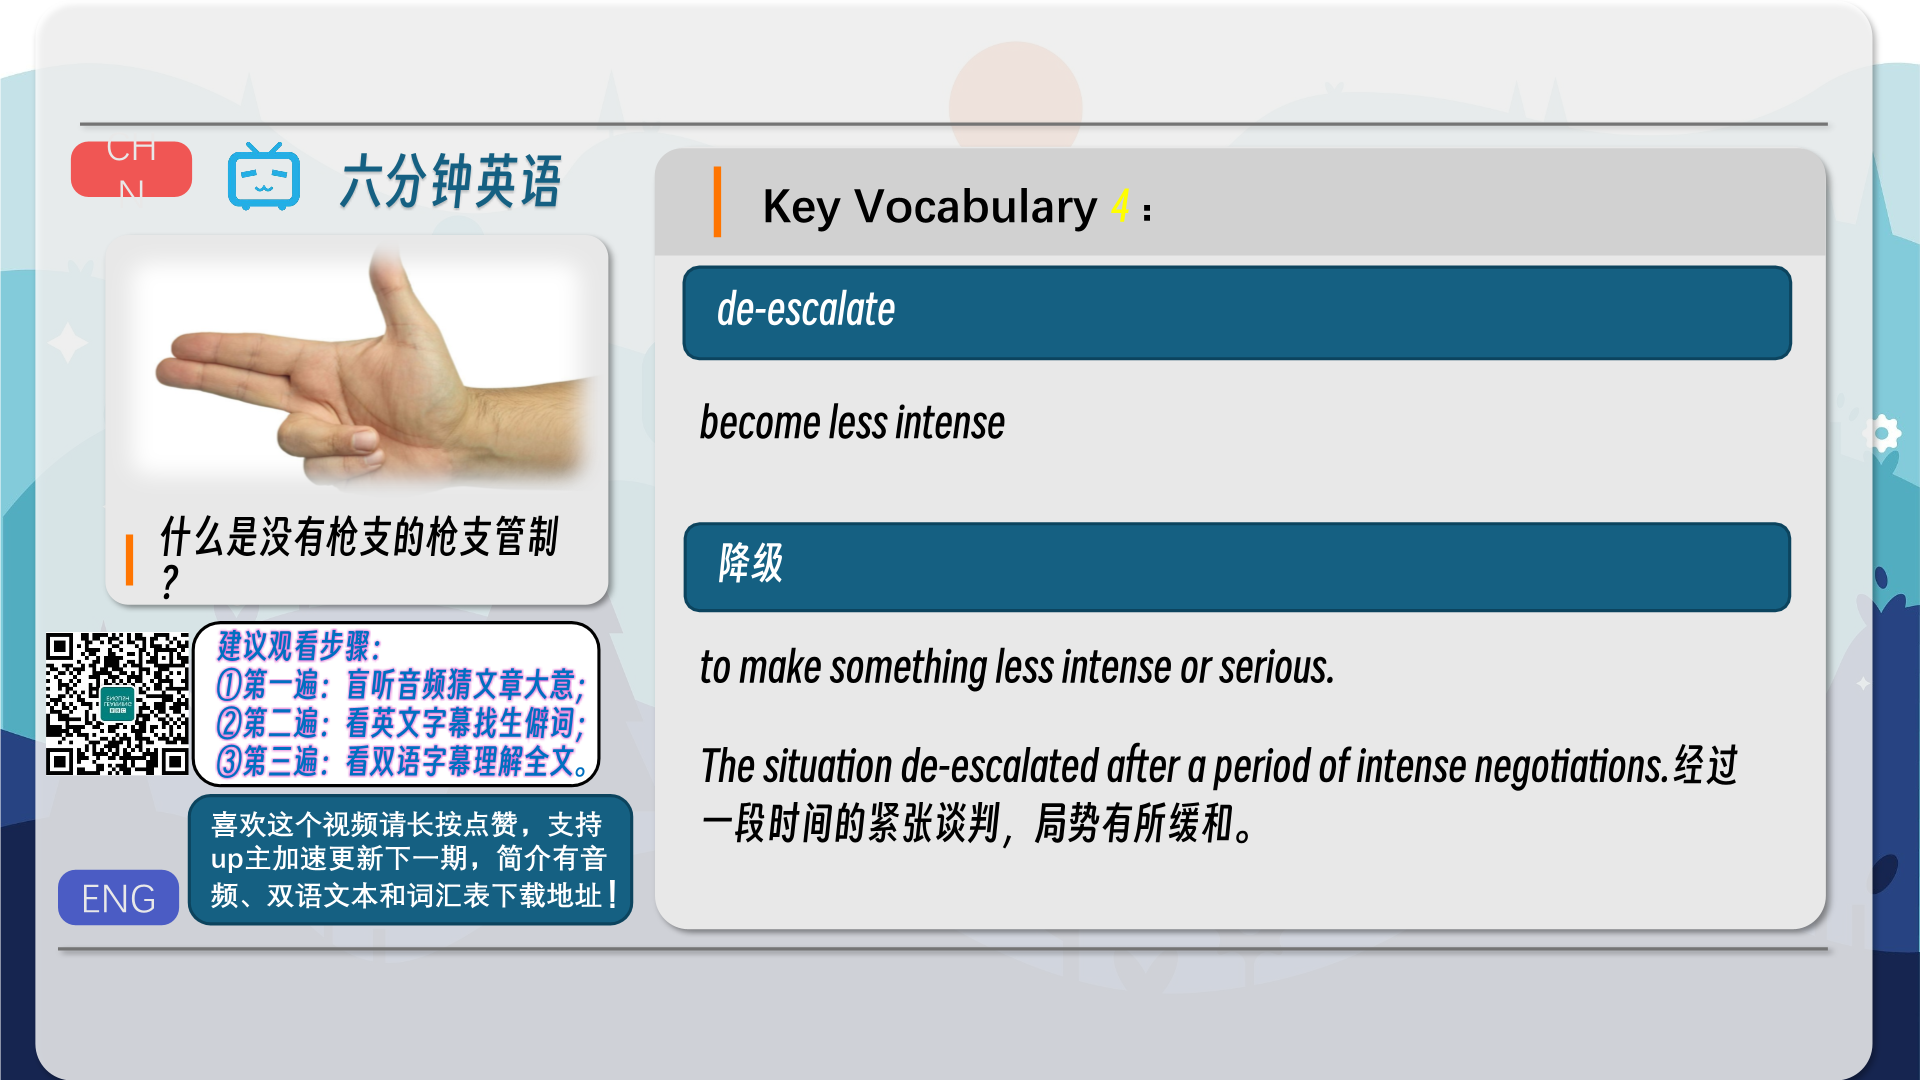 CH
N
六分钟英语
什么是没有枪支的枪支管制
?
建议观看步骤：
①第一遍：盲听音频猜文章大意；
②第二遍：看英文字幕找生僻词；
③第三遍：看双语字幕理解全文。
喜欢这个视频请长按点赞，支持
up主加速更新下一期，简介有音
频、双语文本和词汇表下载地址！
ENG
Key Vocabulary 4：
de-escalate
become less intense
降级
to make something less intense or serious.
The situation de-escalated after a period of intense negotiations.经过
一段时间的紧张谈判，局势有所缓和。